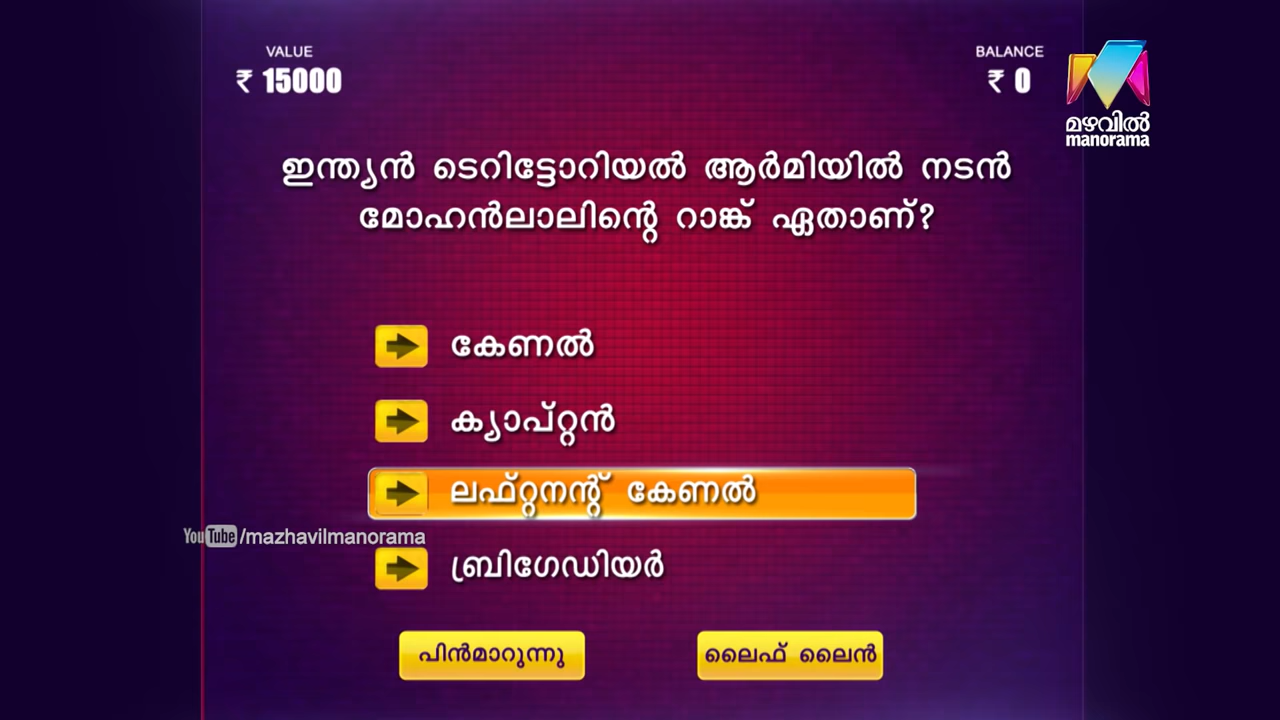 VALUE
₹ 15000
BALANCE
₹ 0
മഴവിൽ
manorama
ഇന്ത്യൻ ടെറിട്ടോറിയൽ ആർമിയിൽ നടൻ
മോഹൻലാലിന്റെ റാങ്ക് ഏതാണ്?
കേണൽ
ക്യാപ്റ്റൻ
ലഫ്റ്റനന്റ് കേണൽ
YouTube/mazhavilmanorama
ബ്രിഗേഡിയർ
പിൻമാറുന്നു
ലൈഫ് ലൈൻ